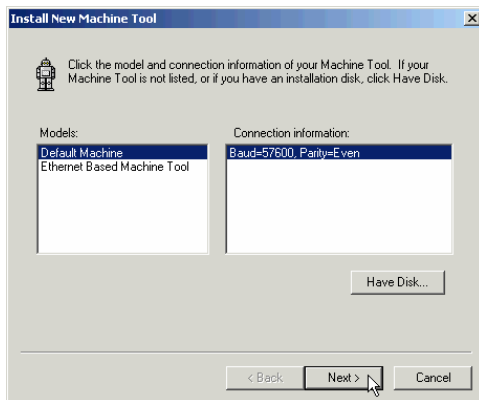 Install New Machine Tool
Click the model and connection information of your Machine Tool. If your
Machine Tool is not listed, or if you have an installation disk, click Have Disk.
Models:
Default Machine
Ethernet Based Machine Tool
Connection information:
Baud=57600, Parity=Even
Have Disk...
< Back
Next >
Cancel